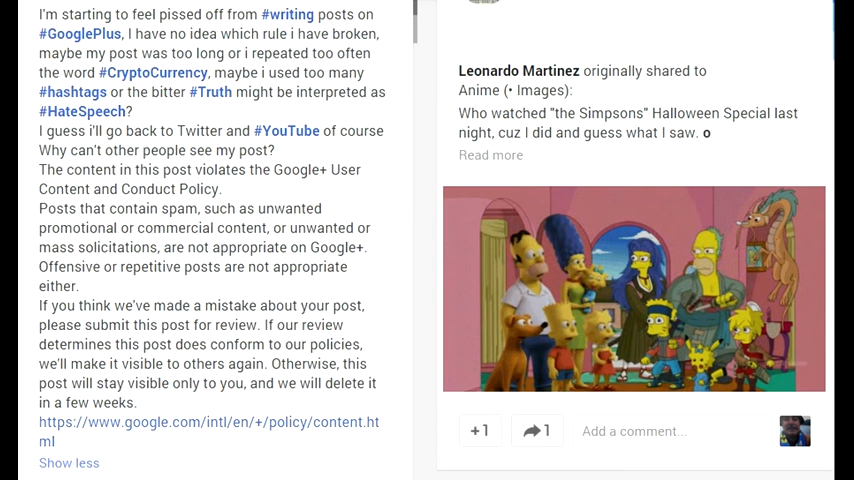 I'm starting to feel pissed off from #writing posts on
#GooglePlus, I have no idea which rule i have broken,
maybe my post was too long or i repeated too often
the word #CryptoCurrency, maybe i used too many
#hashtags or the bitter #Truth might be interpreted as
#HateSpeech?
I guess i'll go back to Twitter and #YouTube of course
Why can't other people see my post?
The content in this post violates the Google+ User
Content and Conduct Policy.
Posts that contain spam, such as unwanted
promotional or commercial content, or unwanted or
mass solicitations, are not appropriate on Google+.
Offensive or repetitive posts are not appropriate
either.
If you think we've made a mistake about your post,
please submit this post for review. If our review
determines this post does conform to our policies,
we'll make it visible to others again. Otherwise, this
post will stay visible only to you, and we will delete it
in a few weeks.
https://www.google.com/intl/en/+/policy/content.ht
ml
Show less
Leonardo Martinez originally shared to
Anime (• Images):
Who watched "the Simpsons" Halloween Special last
night, cuz I did and guess what I saw. o
Read more
+1
1
Add a comment...